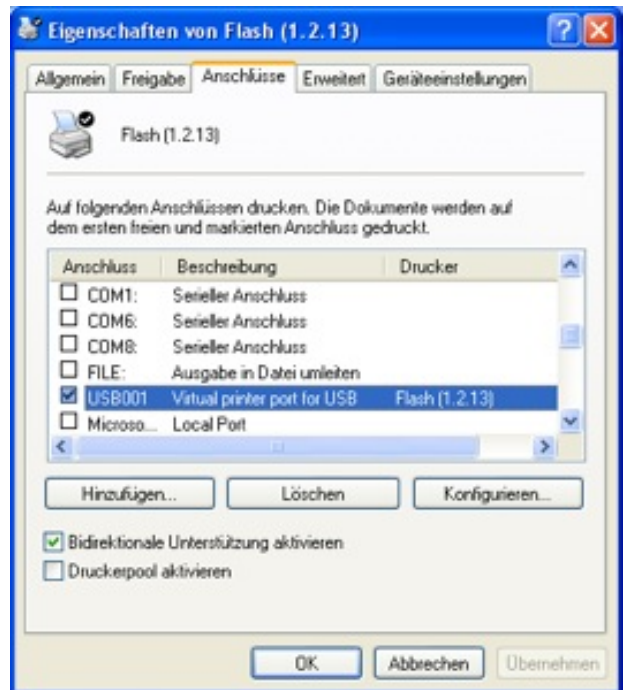 Eigenschaften von Flash (1.2.13)
Allgemein Freigabe Anschlüsse Erweitert Geräteeinstellungen
Flash (1.2.13)
Auf folgenden Anschlüssen drucken. Die Dokumente werden auf
dem ersten freien und markierten Anschluss gedruckt.
Anschluss Beschreibung Drucker
COM1: Serieller Anschluss
COM6: Serieller Anschluss
COM8: Serieller Anschluss
FILE: Ausgabe in Datei umleiten
USB001 Virtual printer port for USB Flash (1.2.13)
Microso... Local Port
Hinzufügen... Löschen Konfigurieren...
Bidirektionale Unterstützung aktivieren
Druckerpool aktivieren
OK Abbrechen Übernehmen